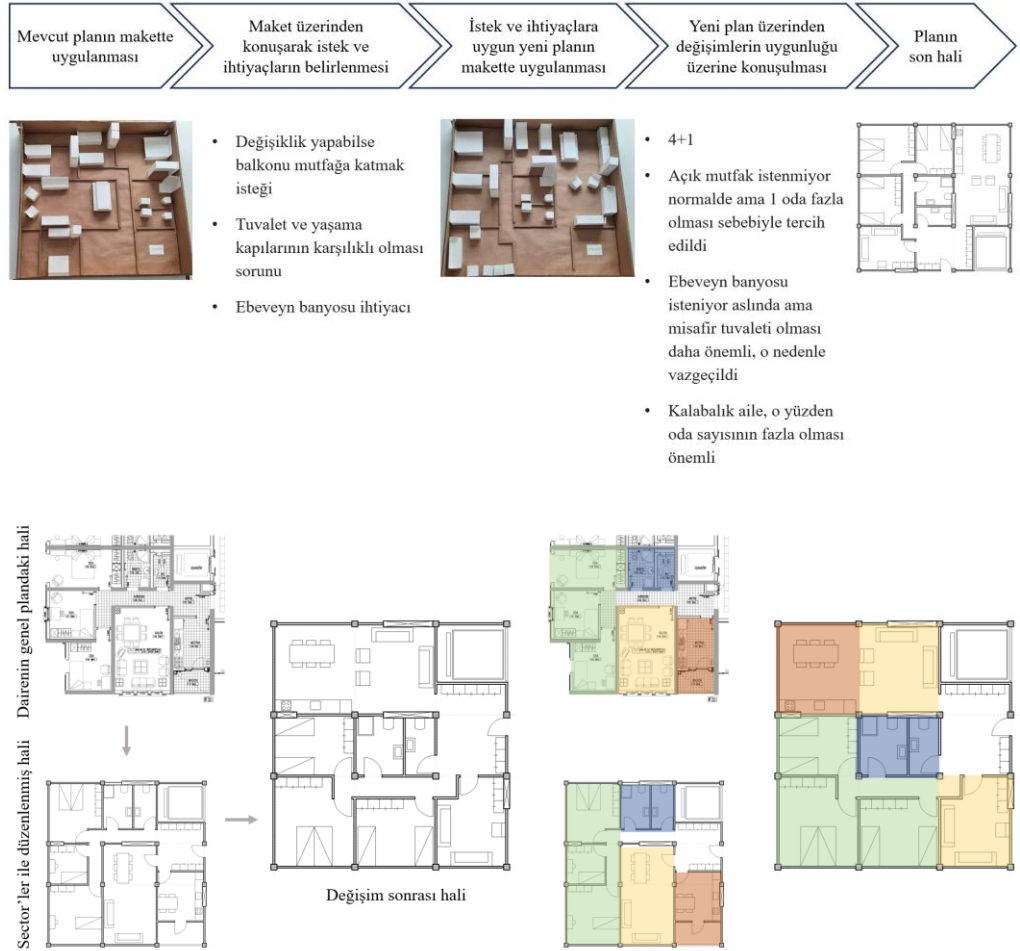 Mevcut planın makette
uygulanması
Maket üzerinden
konuşarak istek ve
ihtiyaçların belirlenmesi
İstek ve ihtiyaçlara
uygun yeni planın
makette uygulanması
Yeni plan üzerinden
değişimlerin uygunluğu
üzerine konuşulması
Planın
son hali
• Değişiklik yapabilse
balkonu mutfağa katmak
isteği
• Tuvalet ve yaşama
kapılarının karşılıklı olması
sorunu
• Ebeveyn banyosu ihtiyacı
• 4+1
• Açık mutfak istenmiyor
normalde ama 1 oda fazla
olması sebebiyle tercih
edildi
• Ebeveyn banyosu
isteniyor aslında ama
misafir tuvaleti olması
daha önemli, o nedenle
vazgeçildi
• Kalabalık aile, o yüzden
oda sayısının fazla olması
önemli
Dairenin genel plandaki hali
Sector’ler ile düzenlenmiş hali
Değişim sonrası hali